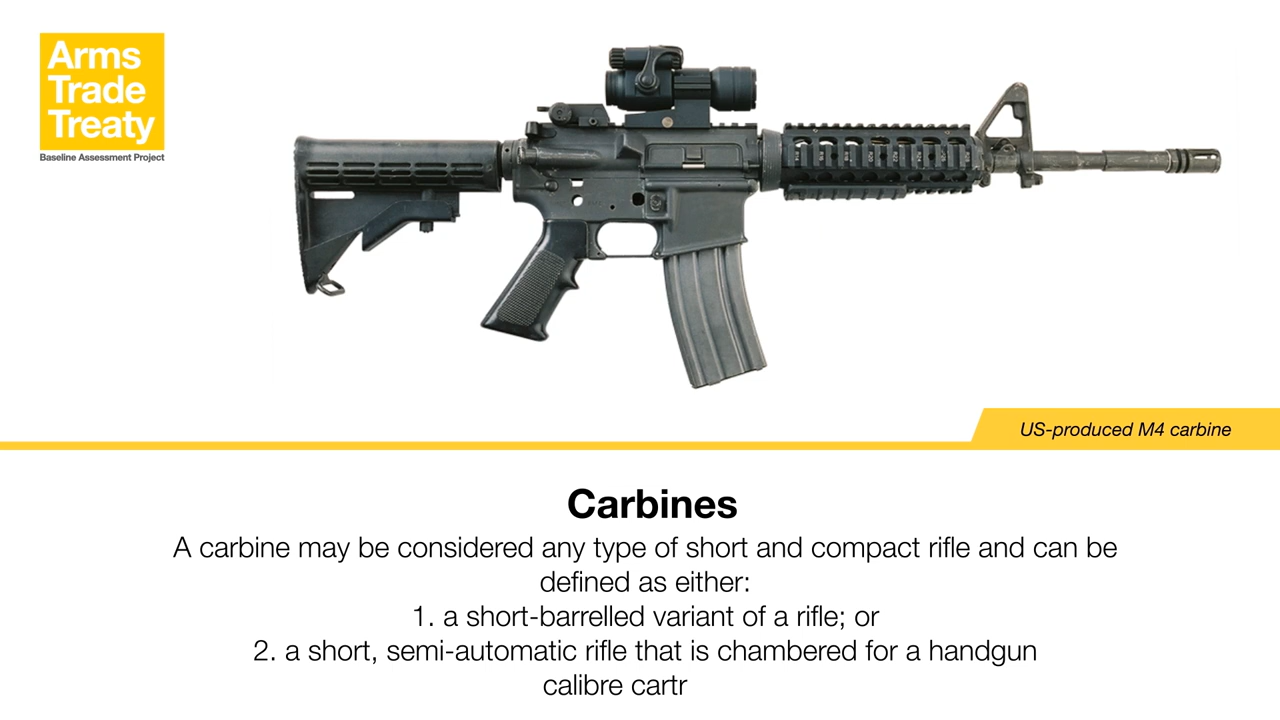 Arms
Trade
Treaty
Baseline Assessment Project
US-produced M4 carbine
Carbines
A carbine may be considered any type of short and compact rifle and can be
defined as either:
1. a short-barrelled variant of a rifle; or
2. a short, semi-automatic rifle that is chambered for a handgun
calibre cartr